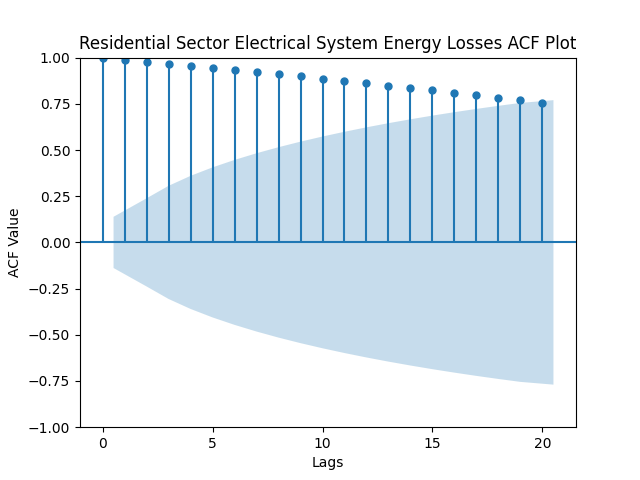 Residential Sector Electrical System Energy Losses ACF Plot
1.00
0.75
0.50
0.25
0.00
−0.25
−0.50
−0.75
−1.00
ACF Value
0 5 10 15 20
Lags